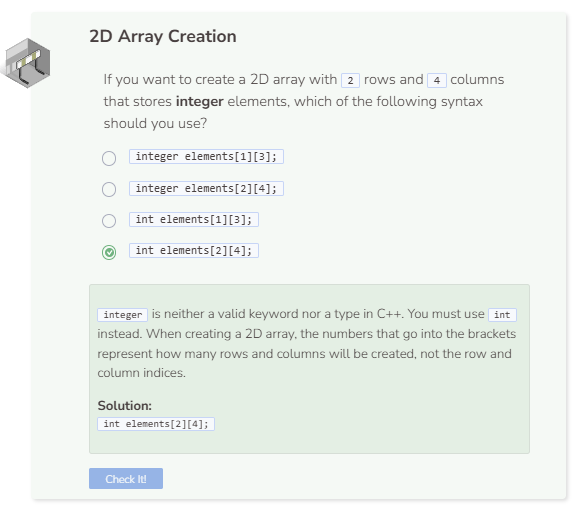 2D Array Creation
If you want to create a 2D array with 2 rows and 4 columns
that stores integer elements, which of the following syntax
should you use?
integer elements[1][3];
integer elements[2][4];
int elements[1][3];
int elements[2][4];
integer is neither a valid keyword nor a type in C++. You must use int
instead. When creating a 2D array, the numbers that go into the brackets
represent how many rows and columns will be created, not the row and
column indices.
Solution:
int elements[2][4];
Check It!